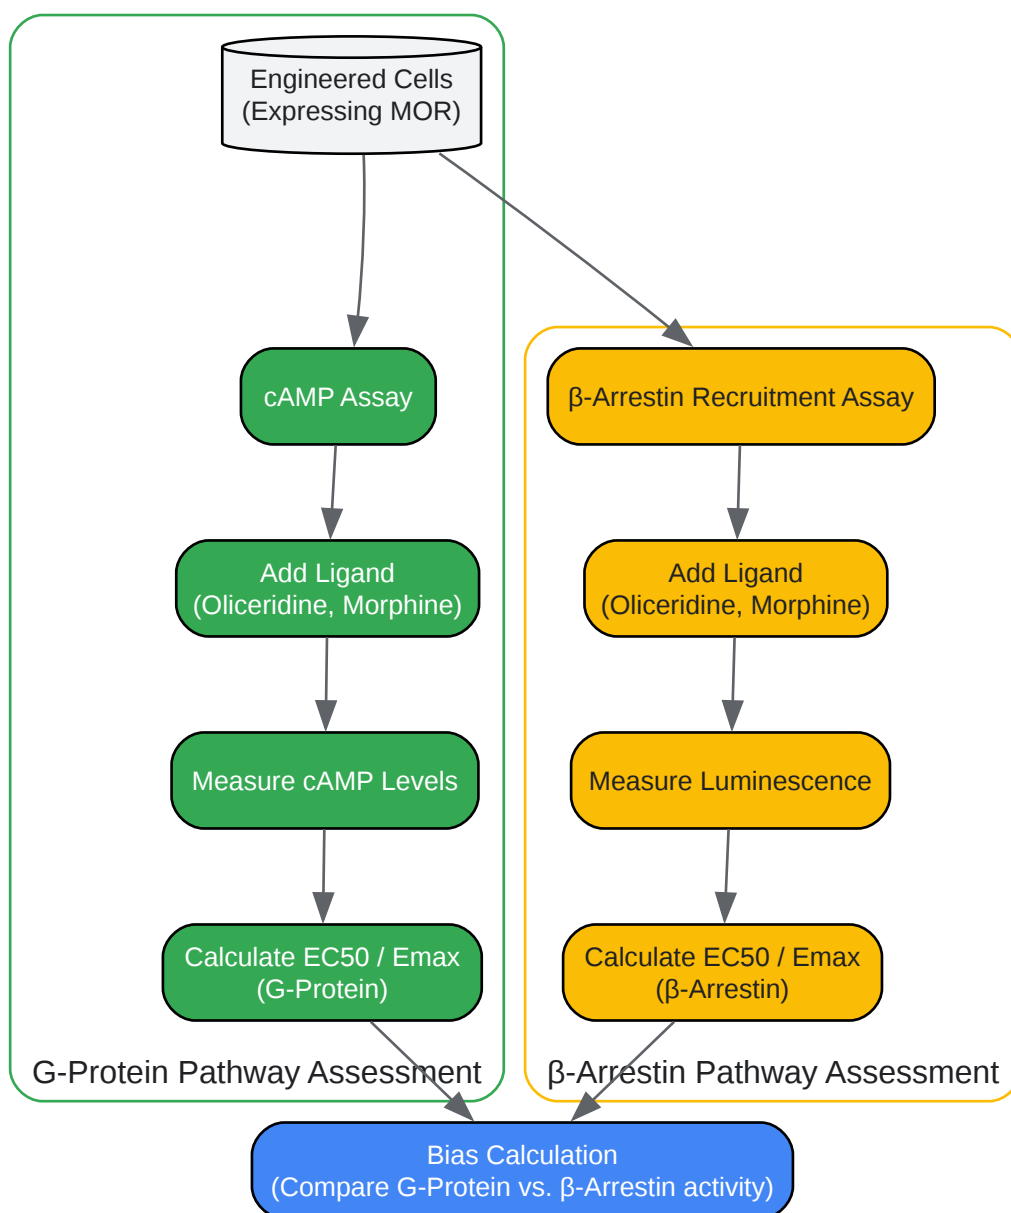 Engineered Cells
(Expressing MOR)
cAMP Assay
β-Arrestin Recruitment Assay
Add Ligand
(Oliceridine, Morphine)
Add Ligand
(Oliceridine, Morphine)
Measure cAMP Levels
Measure Luminescence
Calculate EC50 / Emax
(G-Protein)
Calculate EC50 / Emax
(β-Arrestin)
G-Protein Pathway Assessment
β-Arrestin Pathway Assessment
Bias Calculation
(Compare G-Protein vs. β-Arrestin activity)